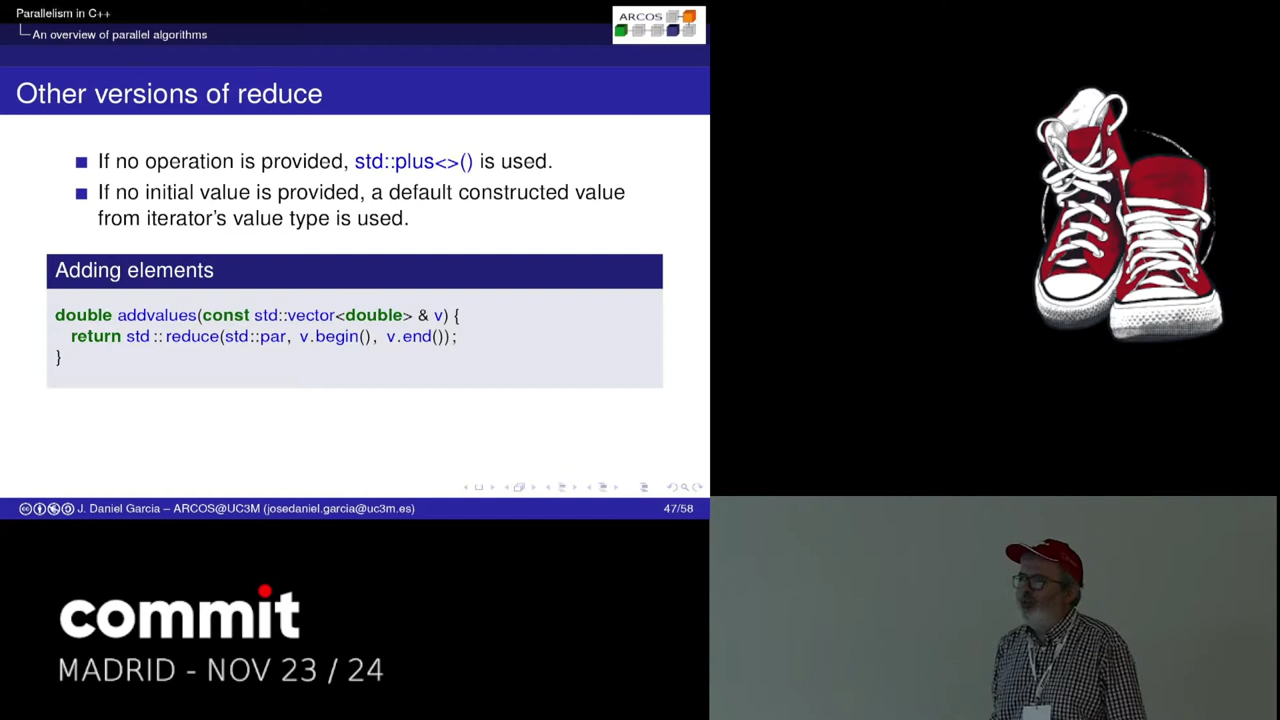 Parallelism in C++
An overview of parallel algorithms
ARCOS
Other versions of reduce
If no operation is provided, std::plus<>() is used.
If no initial value is provided, a default constructed value
from iterator's value type is used.
Adding elements
double addvalues(const std::vector<double> & v) {
return std::reduce(std::par, v.begin(), v.end());
}
J. Daniel Garcia – ARCOS@UC3M (josedaniel.garcia@uc3m.es)
47/58
commit
MADRID - NOV 23 / 24